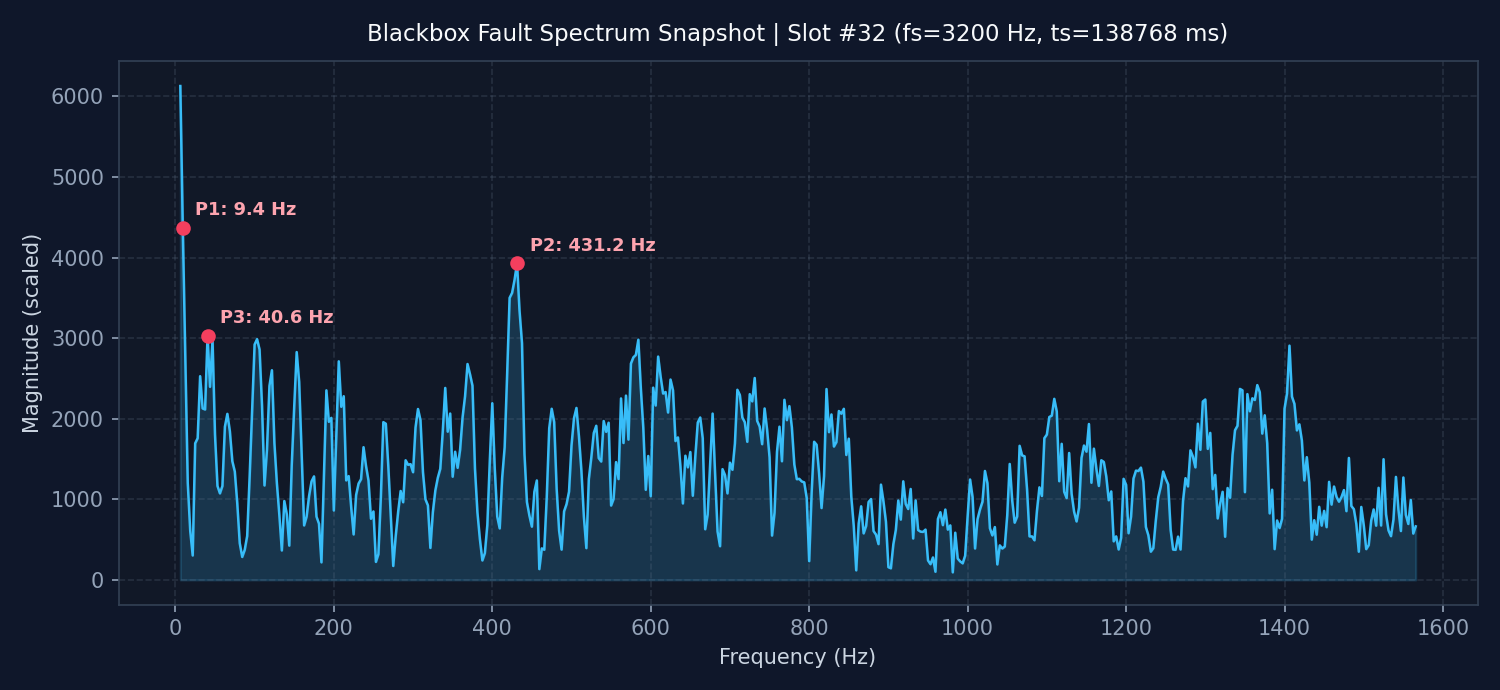 Blackbox Fault Spectrum Snapshot | Slot #32 (fs=3200 Hz, ts=138768 ms)
6000
5000
4000
3000
2000
1000
0
Magnitude (scaled)
P1: 9.4 Hz
P2: 431.2 Hz
P3: 40.6 Hz
0 200 400 600 800 1000 1200 1400 1600
Frequency (Hz)